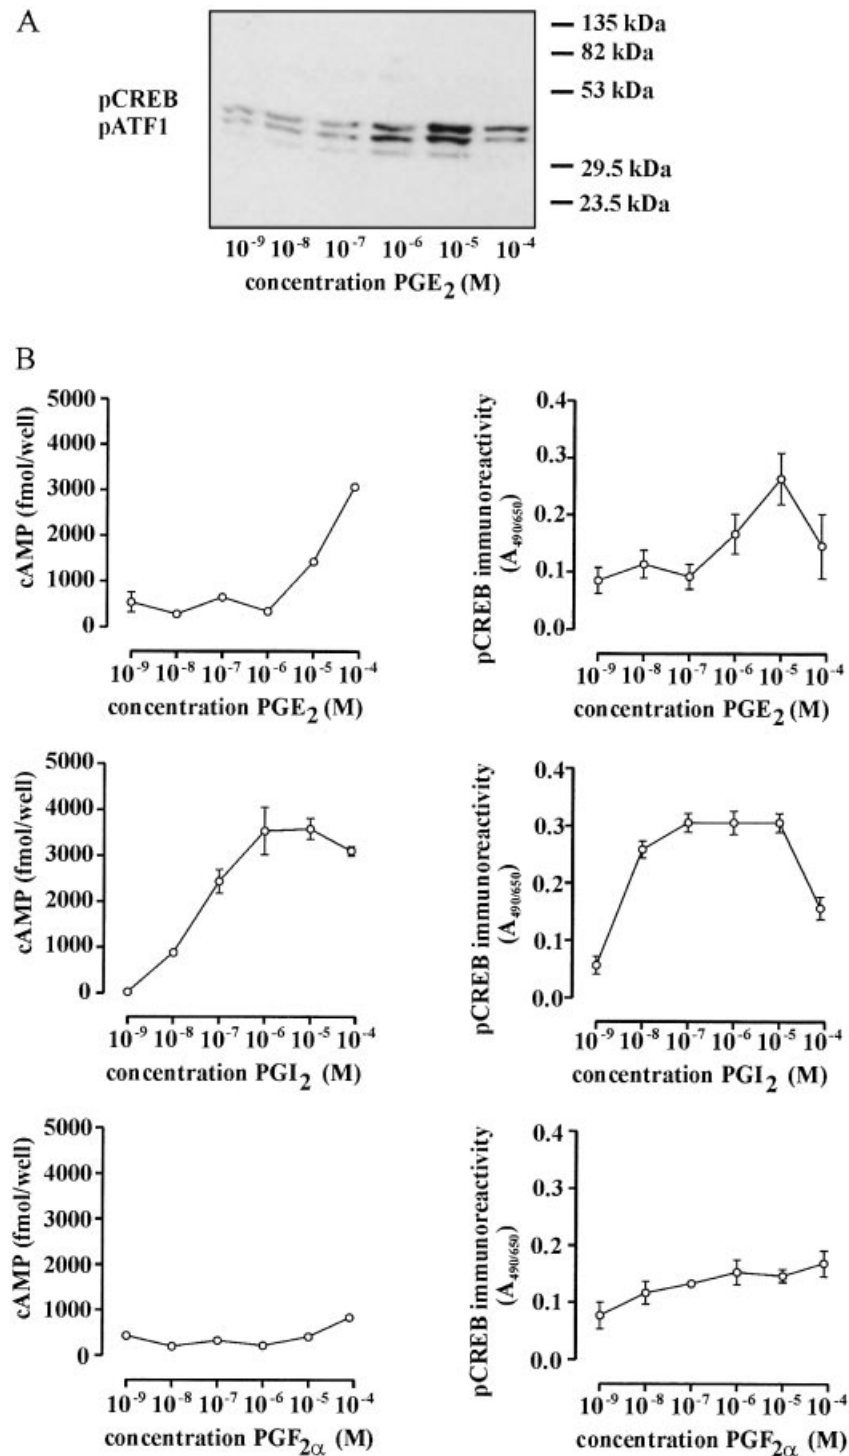 A
135 kDa
82 kDa
53 kDa
pCREB
pATF1
29.5 kDa
23.5 kDa
10⁻⁹ 10⁻⁸ 10⁻⁷ 10⁻⁶ 10⁻⁵ 10⁻⁴
concentration PGE₂ (M)
B
cAMP (fmol/well)
5000
4000
3000
2000
1000
0
10⁻⁹ 10⁻⁸ 10⁻⁷ 10⁻⁶ 10⁻⁵ 10⁻⁴
concentration PGE₂ (M)
pCREB immunoreactivity
(A₄₉₀/₆₅₀)
0.4
0.3
0.2
0.1
0.0
10⁻⁹ 10⁻⁸ 10⁻⁷ 10⁻⁶ 10⁻⁵ 10⁻⁴
concentration PGE₂ (M)
cAMP (fmol/well)
5000
4000
3000
2000
1000
0
10⁻⁹ 10⁻⁸ 10⁻⁷ 10⁻⁶ 10⁻⁵ 10⁻⁴
concentration PGI₂ (M)
pCREB immunoreactivity
(A₄₉₀/₆₅₀)
0.4
0.3
0.2
0.1
0.0
10⁻⁹ 10⁻⁸ 10⁻⁷ 10⁻⁶ 10⁻⁵ 10⁻⁴
concentration PGI₂ (M)
cAMP (fmol/well)
5000
4000
3000
2000
1000
0
10⁻⁹ 10⁻⁸ 10⁻⁷ 10⁻⁶ 10⁻⁵ 10⁻⁴
concentration PGF₂α (M)
pCREB immunoreactivity
(A₄₉₀/₆₅₀)
0.4
0.3
0.2
0.1
0.0
10⁻⁹ 10⁻⁸ 10⁻⁷ 10⁻⁶ 10⁻⁵ 10⁻⁴
concentration PGF₂α (M)